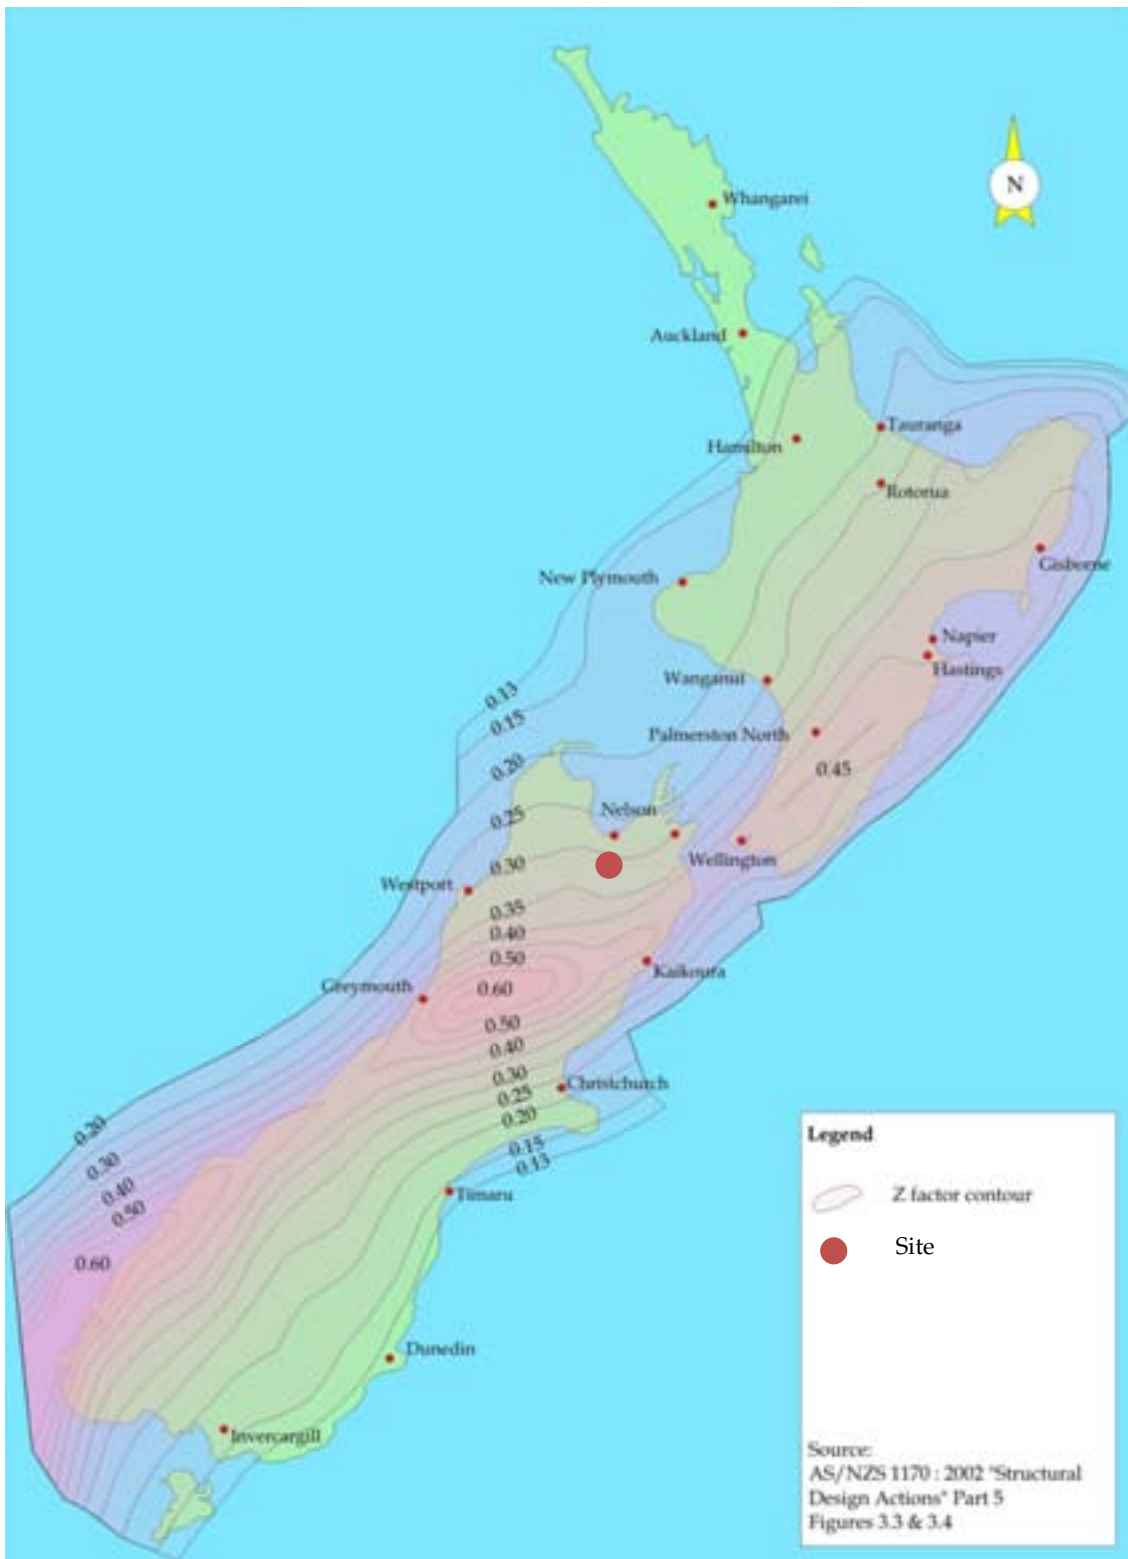 Whangarei
N
Auckland
Tauranga
Hamilton
Rotorua
Gisborne
New Plymouth
Napier
Hastings
Wanganui
0.13
0.15
Palmerston North
0.20
0.45
Nelson
0.25
Wellington
0.30
Westport
0.35
0.40
0.50
Kaikoura
Greymouth
0.60
0.50
0.40
0.30
Christchurch
0.25
0.20
0.15
0.13
0.20
0.30
0.40
0.50
Timaru
0.60
Dunedin
Invercargill
Legend
Z factor contour
Site
Source:
AS/NZS 1170 : 2002 "Structural
Design Actions" Part 5
Figures 3.3 & 3.4